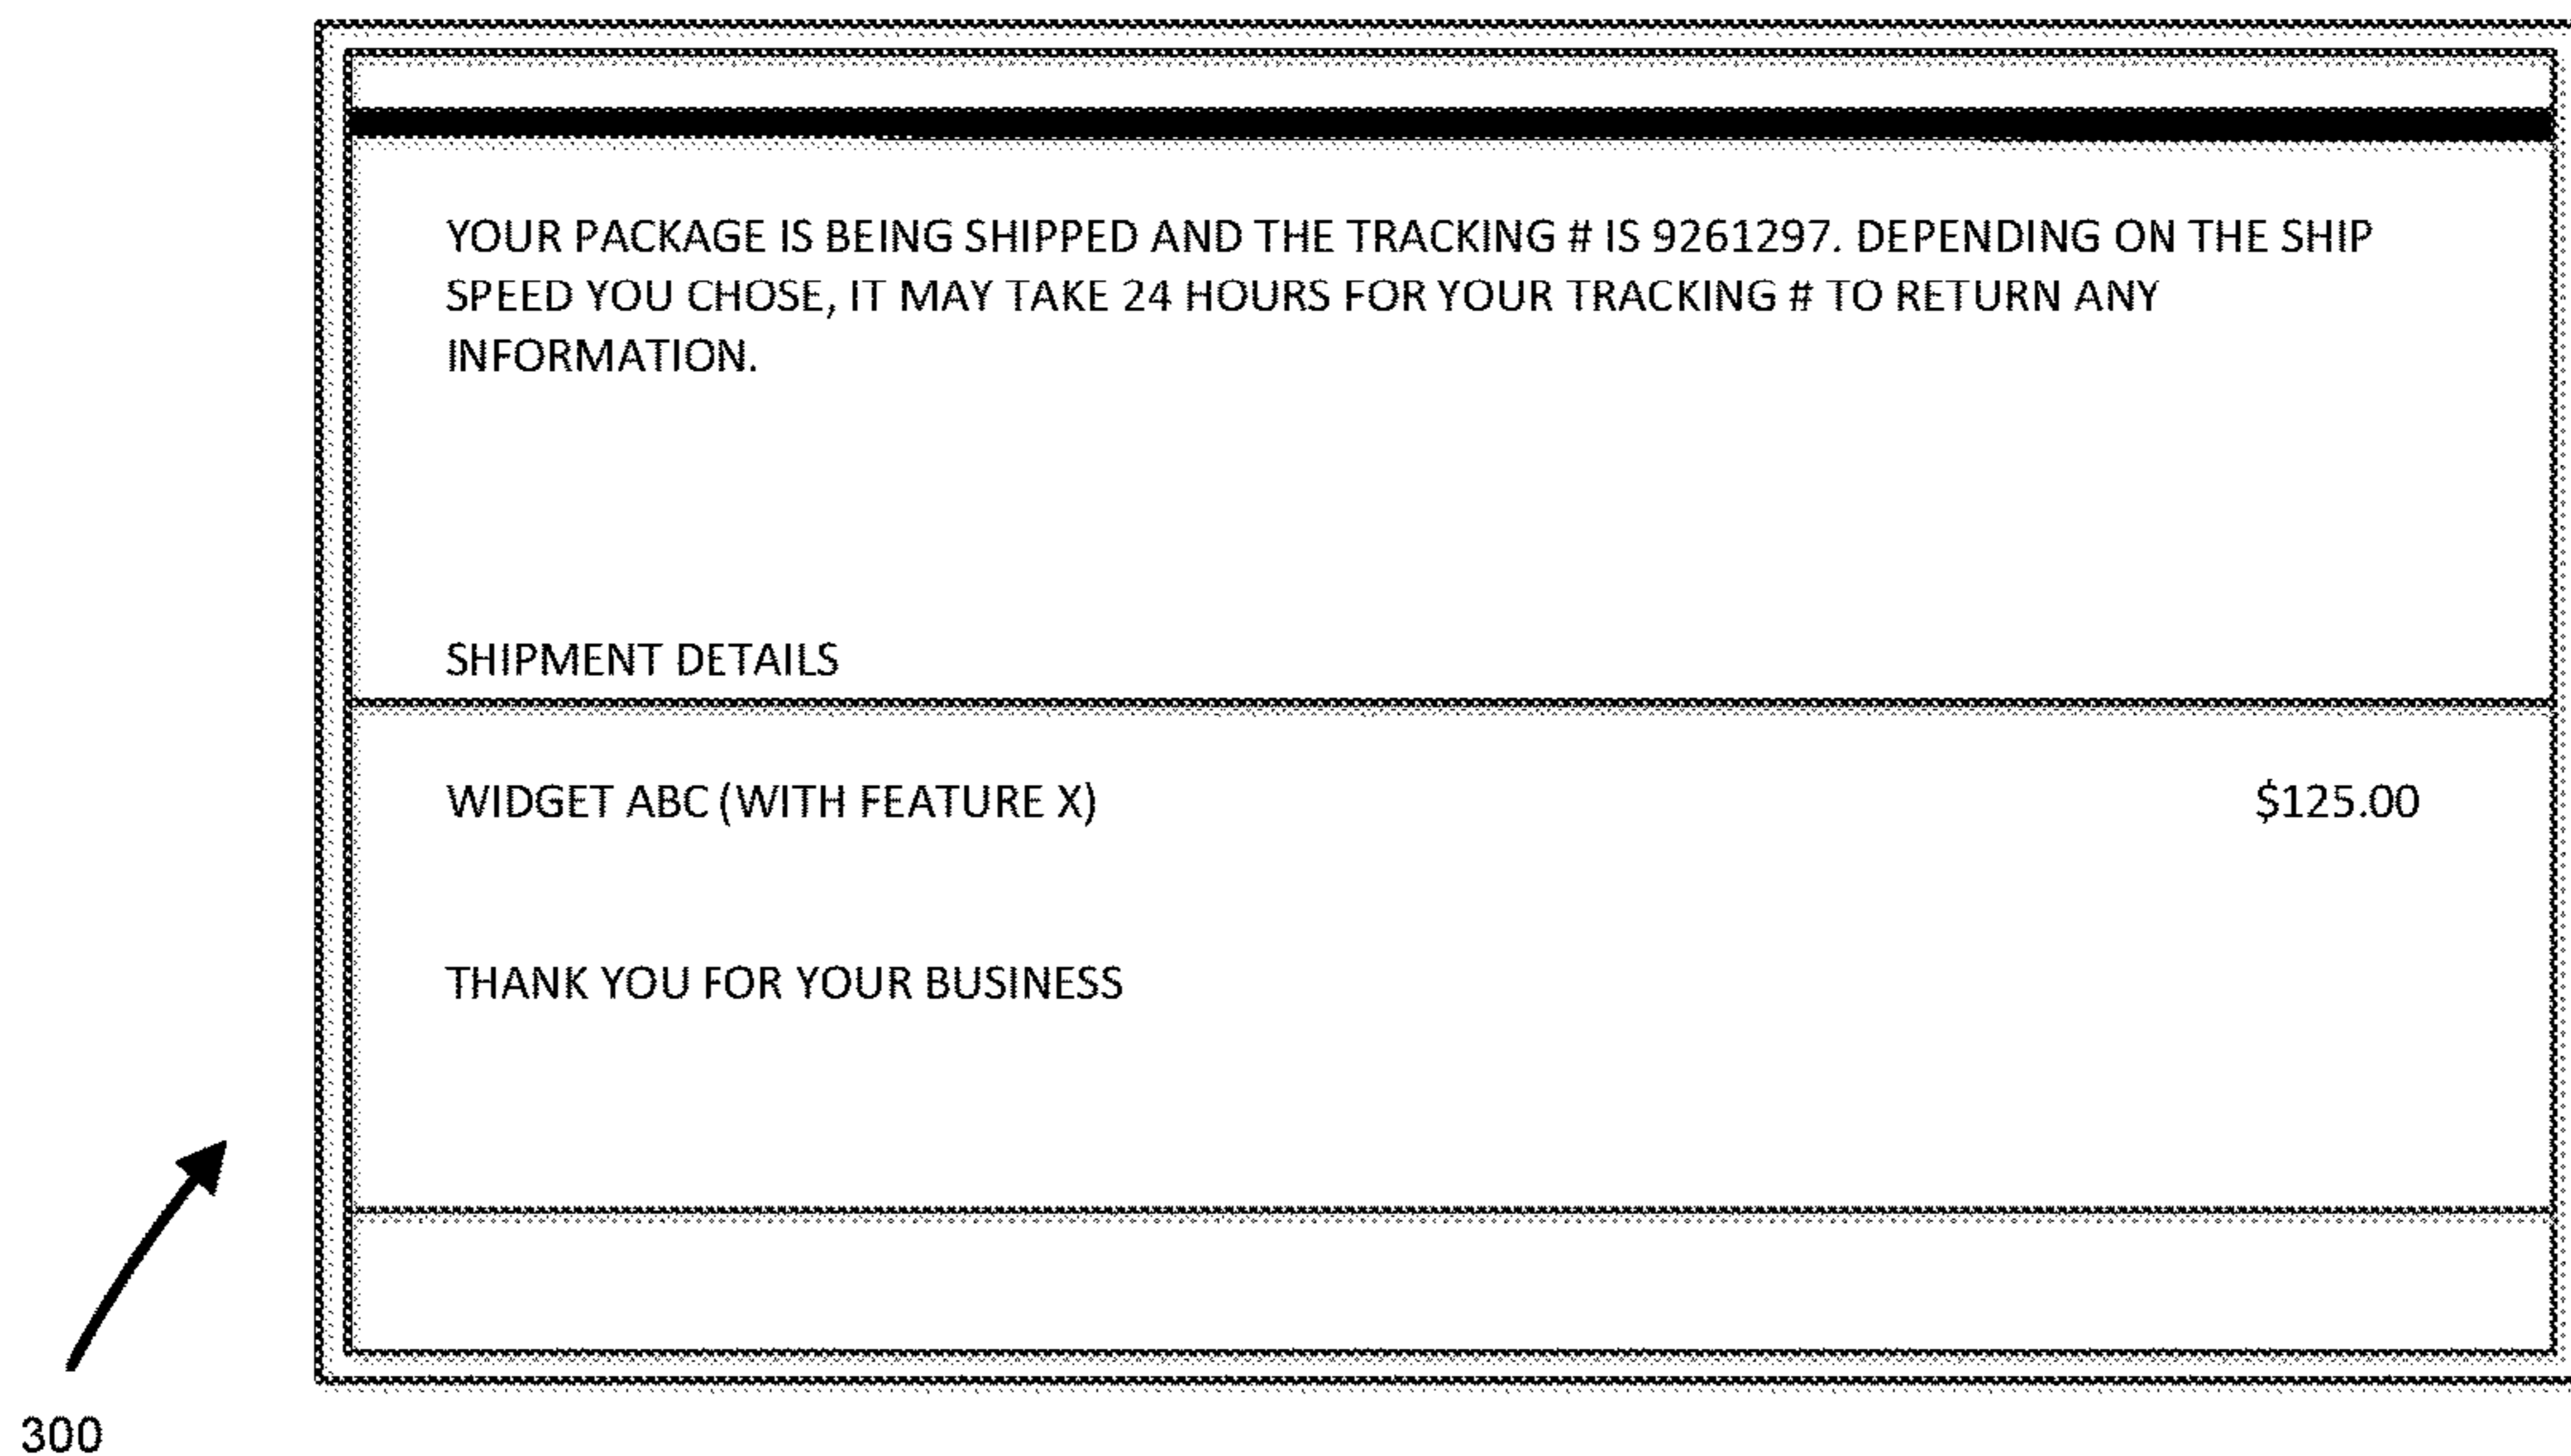 YOUR PACKAGE IS BEING SHIPPED AND THE TRACKING # IS 9261297. DEPENDING ON THE SHIP
SPEED YOU CHOSE, IT MAY TAKE 24 HOURS FOR YOUR TRACKING # TO RETURN ANY
INFORMATION.
SHIPMENT DETAILS
WIDGET ABC (WITH FEATURE X) $125.00
THANK YOU FOR YOUR BUSINESS
300